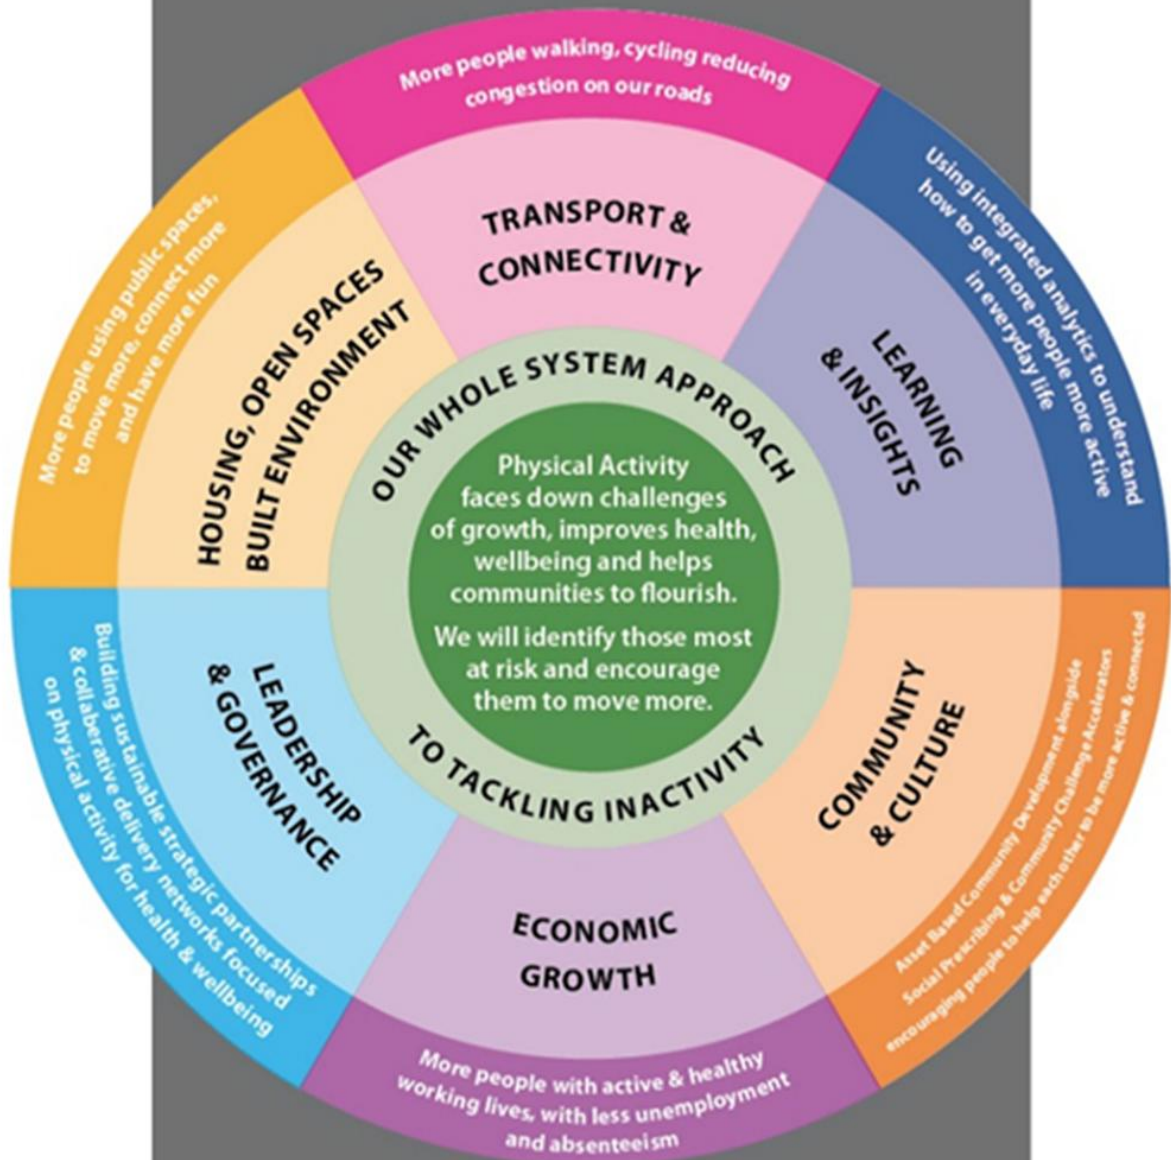 More people walking, cycling reducing
congestion on our roads
TRANSPORT &
CONNECTIVITY
Using integrated analytics to understand
how to get more people more active
in everyday life
LEARNING
& INSIGHTS
Asset Based Community Development alongside
Social Prescribing & Community Challenge Accelerators
encouraging people to help each other to be more active & connected
COMMUNITY
& CULTURE
ECONOMIC
GROWTH
More people with active & healthy
working lives, with less unemployment
and absenteeism
Building sustainable strategic partnerships
& collaborative delivery networks focused
on physical activity for health & wellbeing
LEADERSHIP
& GOVERNANCE
More people using public spaces,
to move more, connect more
and have more fun
HOUSING, OPEN SPACES
BUILT ENVIRONMENT
OUR WHOLE SYSTEM APPROACH
TO TACKLING INACTIVITY
Physical Activity
faces down challenges
of growth, improves health,
wellbeing and helps
communities to flourish.
We will identify those most
at risk and encourage
them to move more.